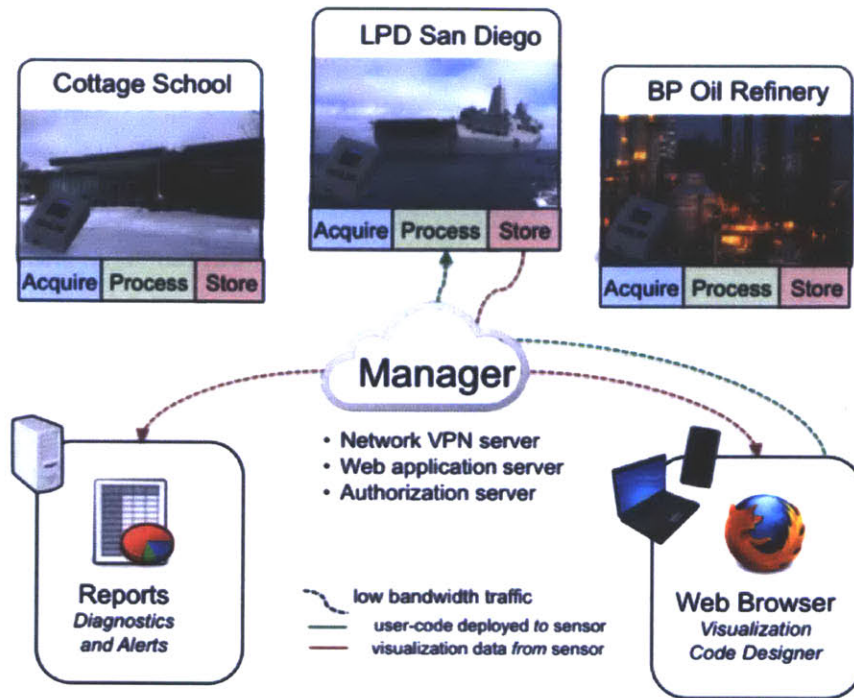 LPD San Diego
Cottage School
BP Oil Refinery
Acquire Process Store
Acquire Process Store
Acquire Process Store
Manager
• Network VPN server
• Web application server
• Authorization server
Reports
Diagnostics
and Alerts
low bandwidth traffic
user-code deployed to sensor
visualization data from sensor
Web Browser
Visualization
Code Designer